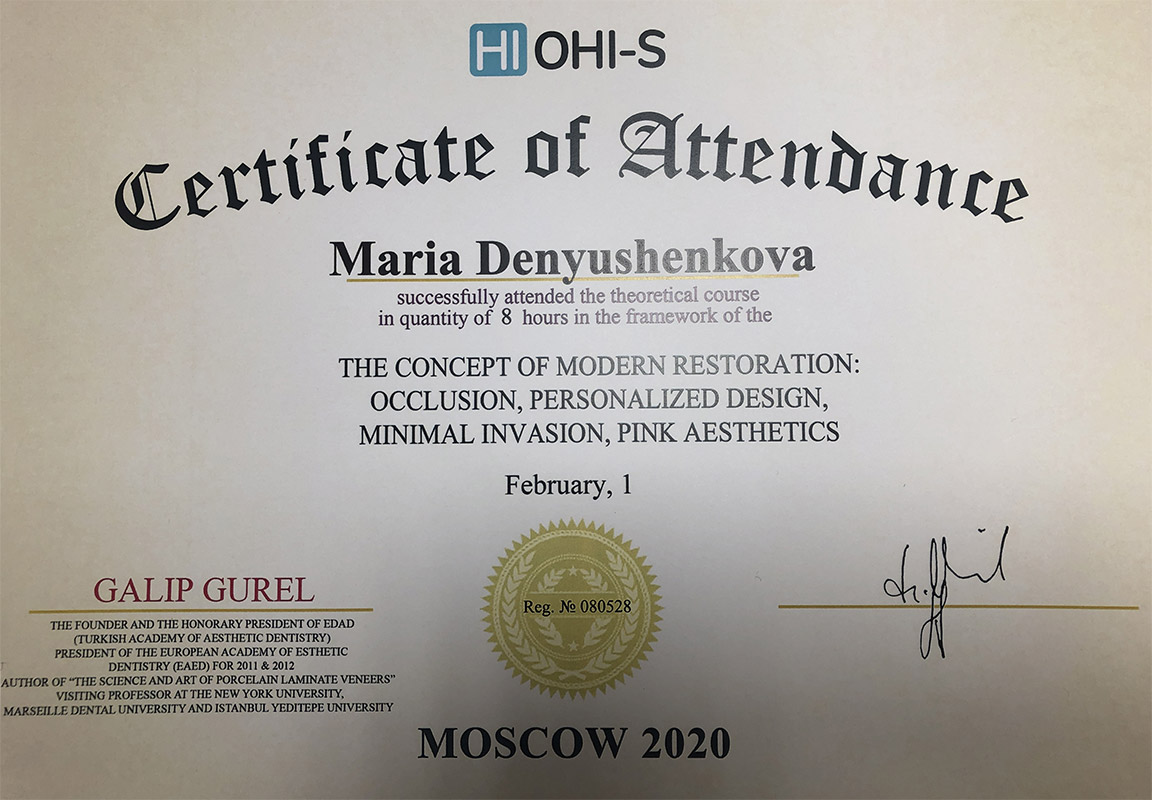 HI OHI-S
Certificate of Attendance
Maria Denyushenkova
successfully attended the theoretical course
in quantity of 8 hours in the framework of the
THE CONCEPT OF MODERN RESTORATION:
OCCLUSION, PERSONALIZED DESIGN,
MINIMAL INVASION, PINK AESTHETICS
February, 1
GALIP GUREL
THE FOUNDER AND THE HONORARY PRESIDENT OF EDAD
(TURKISH ACADEMY OF AESTHETIC DENTISTRY)
PRESIDENT OF THE EUROPEAN ACADEMY OF ESTHETIC
DENTISTRY (EAED) FOR 2011 & 2012
AUTHOR OF “THE SCIENCE AND ART OF PORCELAIN LAMINATE VENEERS”
VISITING PROFESSOR AT THE NEW YORK UNIVERSITY,
MARSEILLE DENTAL UNIVERSITY AND ISTANBUL YEDITEPE UNIVERSITY
Reg. № 080528
MOSCOW 2020